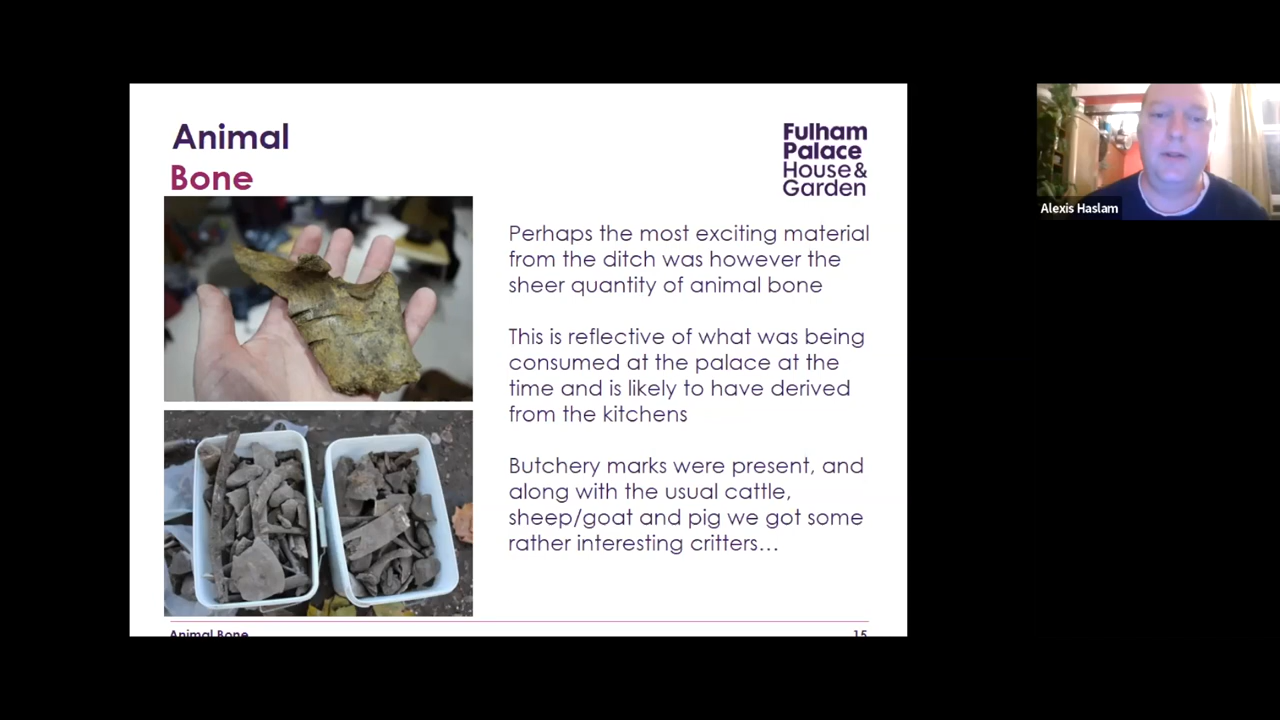 Animal
Bone
Fulham
Palace
House &
Garden
Perhaps the most exciting material
from the ditch was however the
sheer quantity of animal bone
This is reflective of what was being
consumed at the palace at the
time and is likely to have derived
from the kitchens
Butchery marks were present, and
along with the usual cattle,
sheep/goat and pig we got some
rather interesting critters…
Animal Bone
15
Alexis Haslam